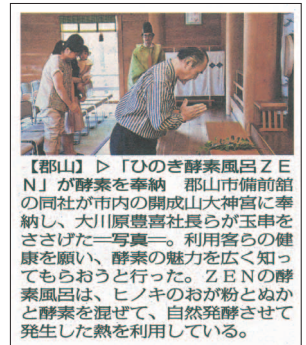 【郡山】▷「ひのき酵素風呂ＺＥ
Ｎ」が酵素を奉納　郡山市備前舘
の同社が市内の開成山大神宮に奉
納し、大川原豊喜社長らが玉串を
ささげた＝写真＝。利用客らの健
康を願い、酵素の魅力を広く知っ
てもらおうと行った。ＺＥＮの酵
素風呂は、ヒノキのおが粉とぬか
と酵素を混ぜて、自然発酵させて
発生した熱を利用している。